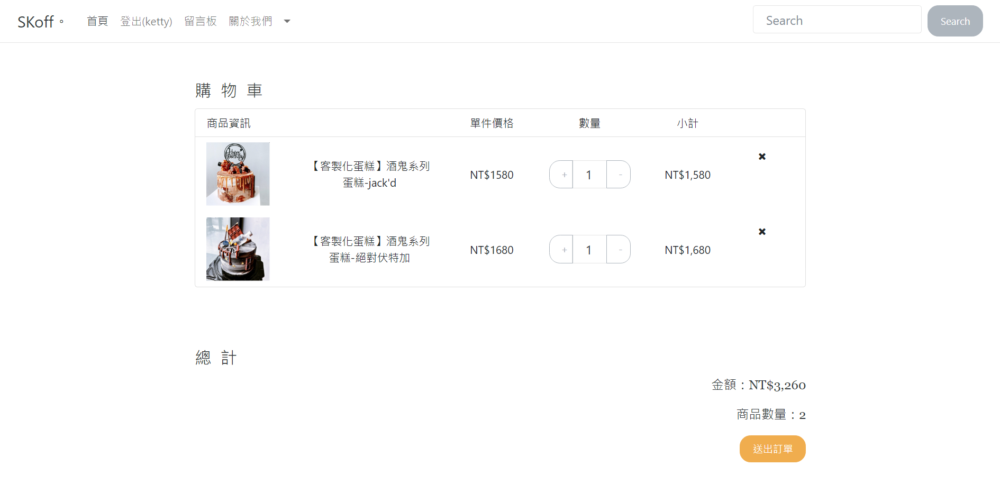 SKoff。 首頁 登出(ketty) 留言板 關於我們 Search Search
購物車
商品資訊 單件價格 數量 小計
Happy
Birthday
【客製化蛋糕】酒鬼系列
蛋糕-jack'd
NT$1580 + 1 - NT$1,580 ✖
【客製化蛋糕】酒鬼系列
蛋糕-絕對伏特加
NT$1680 + 1 - NT$1,680 ✖
總計
金額：NT$3,260
商品數量：2
送出訂單